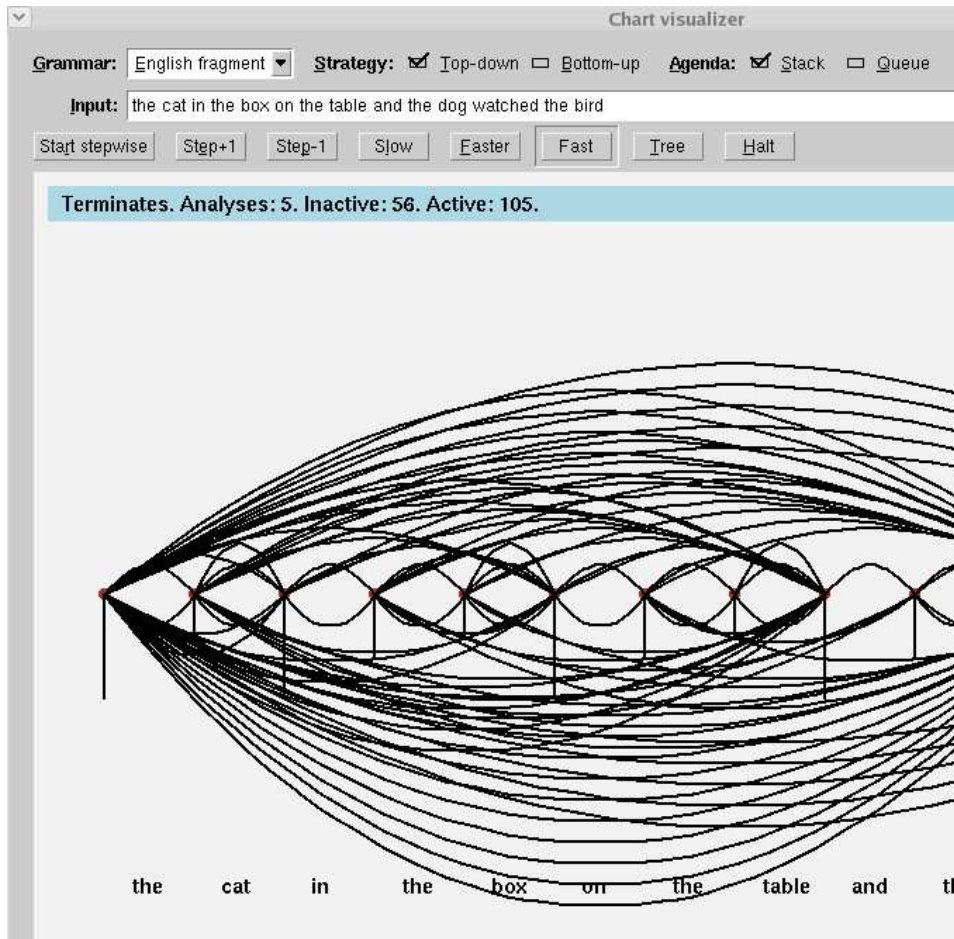 Chart visualizer
Grammar: English fragment Strategy: Top-down Bottom-up Agenda: Stack Queue
Input: the cat in the box on the table and the dog watched the bird
Start stepwise Step+1 Step-1 Slow Faster Fast Tree Halt
Terminates. Analyses: 5. Inactive: 56. Active: 105.
the cat in the box on the table and